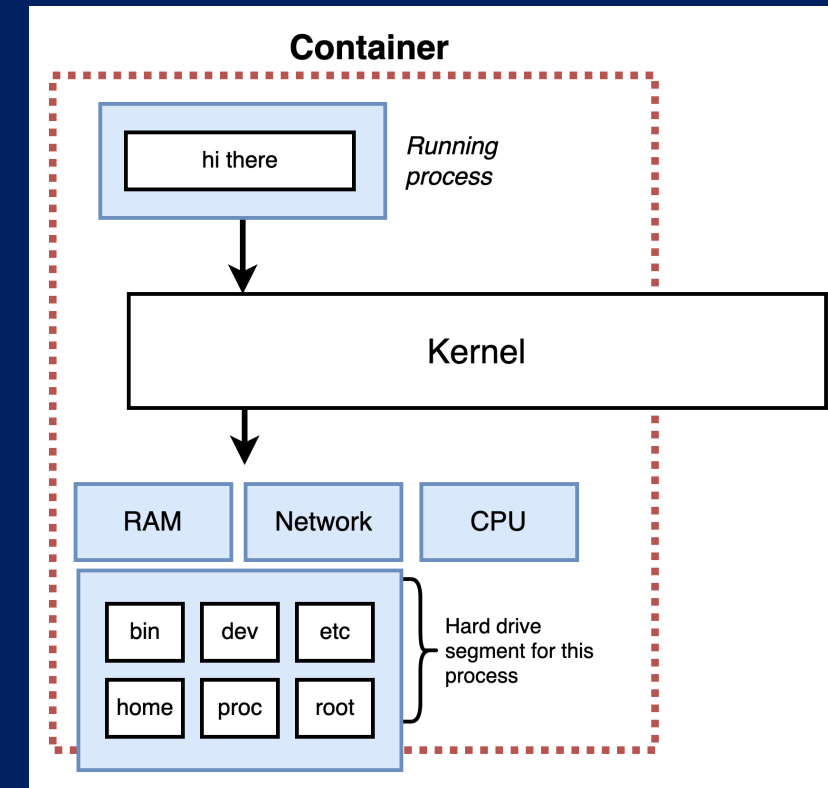 Container
hi there
Running
process
Kernel
RAM
Network
CPU
bin
dev
etc
home
proc
root
Hard drive
segment for this
process